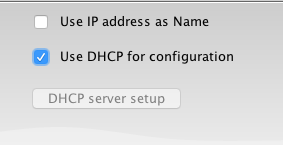 Use IP address as Name
Use DHCP for configuration
DHCP server setup